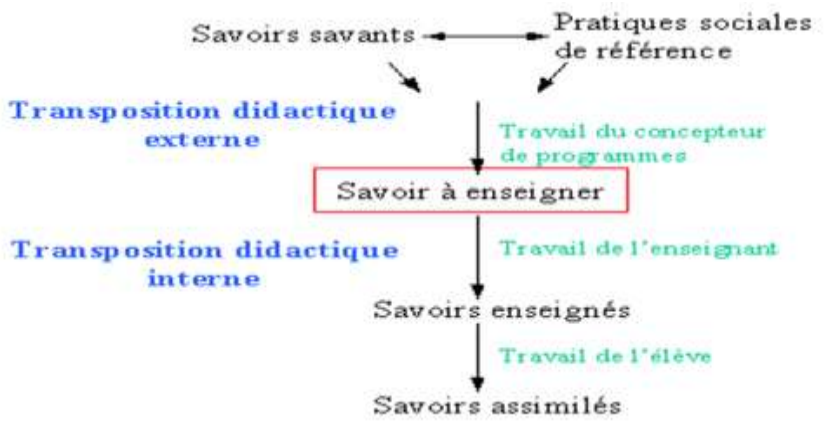 Savoirs savants
Pratiques sociales
de référence
Transposition didactique
externe
Travail du concepteur
de programmes
Savoir à enseigner
Transposition didactique
interne
Travail de l'enseignant
Savoirs enseignés
Travail de l'élève
Savoirs assimilés